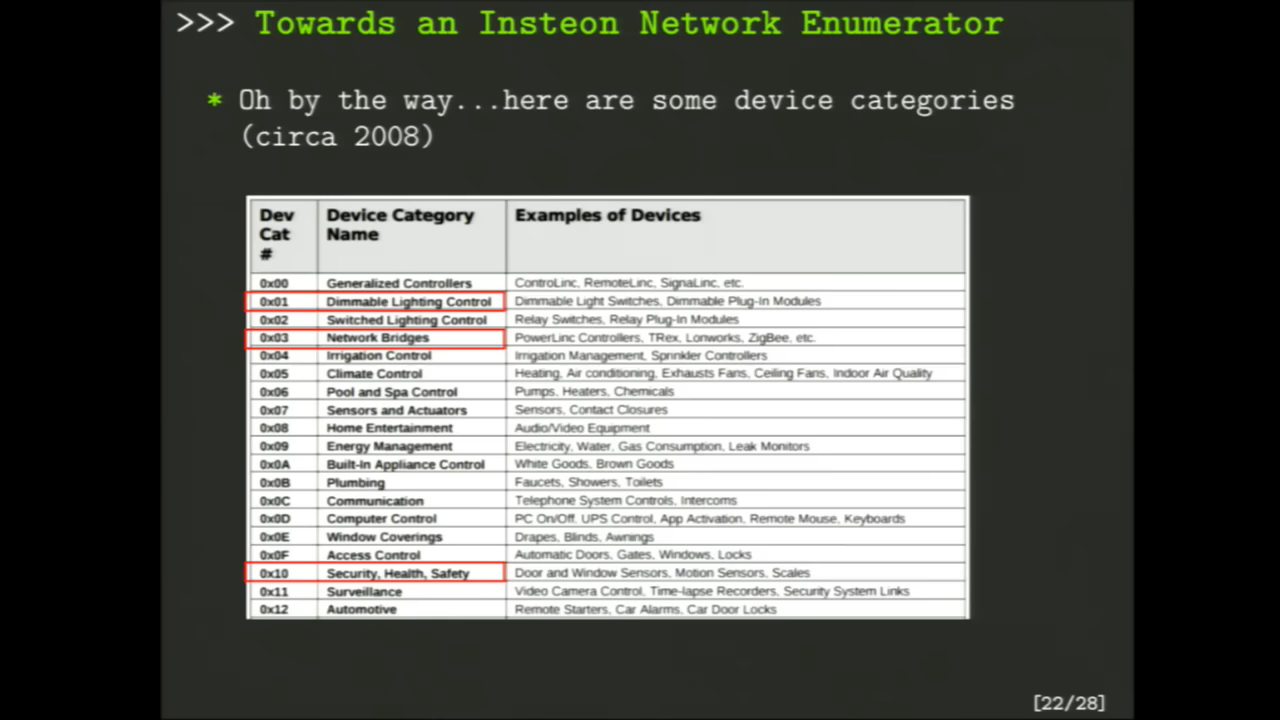 >>> Towards an Insteon Network Enumerator
* Oh by the way...here are some device categories
(circa 2008)
Dev Cat # Device Category Name Examples of Devices
0x00 Generalized Controllers ControLinc, RemoteLinc, SignaLinc, etc.
0x01 Dimmable Lighting Control Dimmable Light Switches, Dimmable Plug-In Modules
0x02 Switched Lighting Control Relay Switches, Relay Plug-In Modules
0x03 Network Bridges PowerLinc Controllers, TRex, Lonworks, ZigBee, etc.
0x04 Irrigation Control Irrigation Management, Sprinkler Controllers
0x05 Climate Control Heating, Air conditioning, Exhausts Fans, Ceiling Fans, Indoor Air Quality
0x06 Pool and Spa Control Pumps, Heaters, Chemicals
0x07 Sensors and Actuators Sensors, Contact Closures
0x08 Home Entertainment Audio/Video Equipment
0x09 Energy Management Electricity, Water, Gas Consumption, Leak Monitors
0x0A Built-In Appliance Control White Goods, Brown Goods
0x0B Plumbing Faucets, Showers, Toilets
0x0C Communication Telephone System Controls, Intercoms
0x0D Computer Control PC On/Off, UPS Control, App Activation, Remote Mouse, Keyboards
0x0E Window Coverings Drapes, Blinds, Awnings
0x0F Access Control Automatic Doors, Gates, Windows, Locks
0x10 Security, Health, Safety Door and Window Sensors, Motion Sensors, Scales
0x11 Surveillance Video Camera Control, Time-lapse Recorders, Security System Links
0x12 Automotive Remote Starters, Car Alarms, Car Door Locks
[22/28]